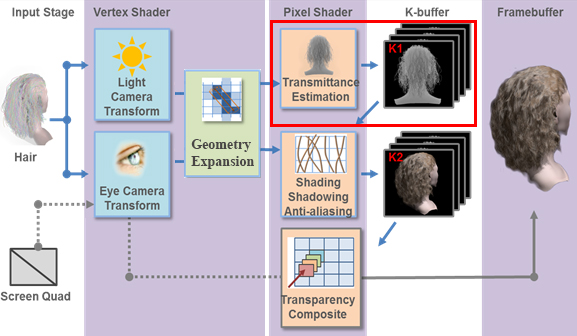 Input Stage
Vertex Shader
Pixel Shader
K-buffer
Framebuffer
Hair
Light
Camera
Transform
Eye Camera
Transform
Geometry
Expansion
Transmittance
Estimation
K1
Shading
Shadowing
Anti-aliasing
K2
Screen Quad
Transparency
Composite